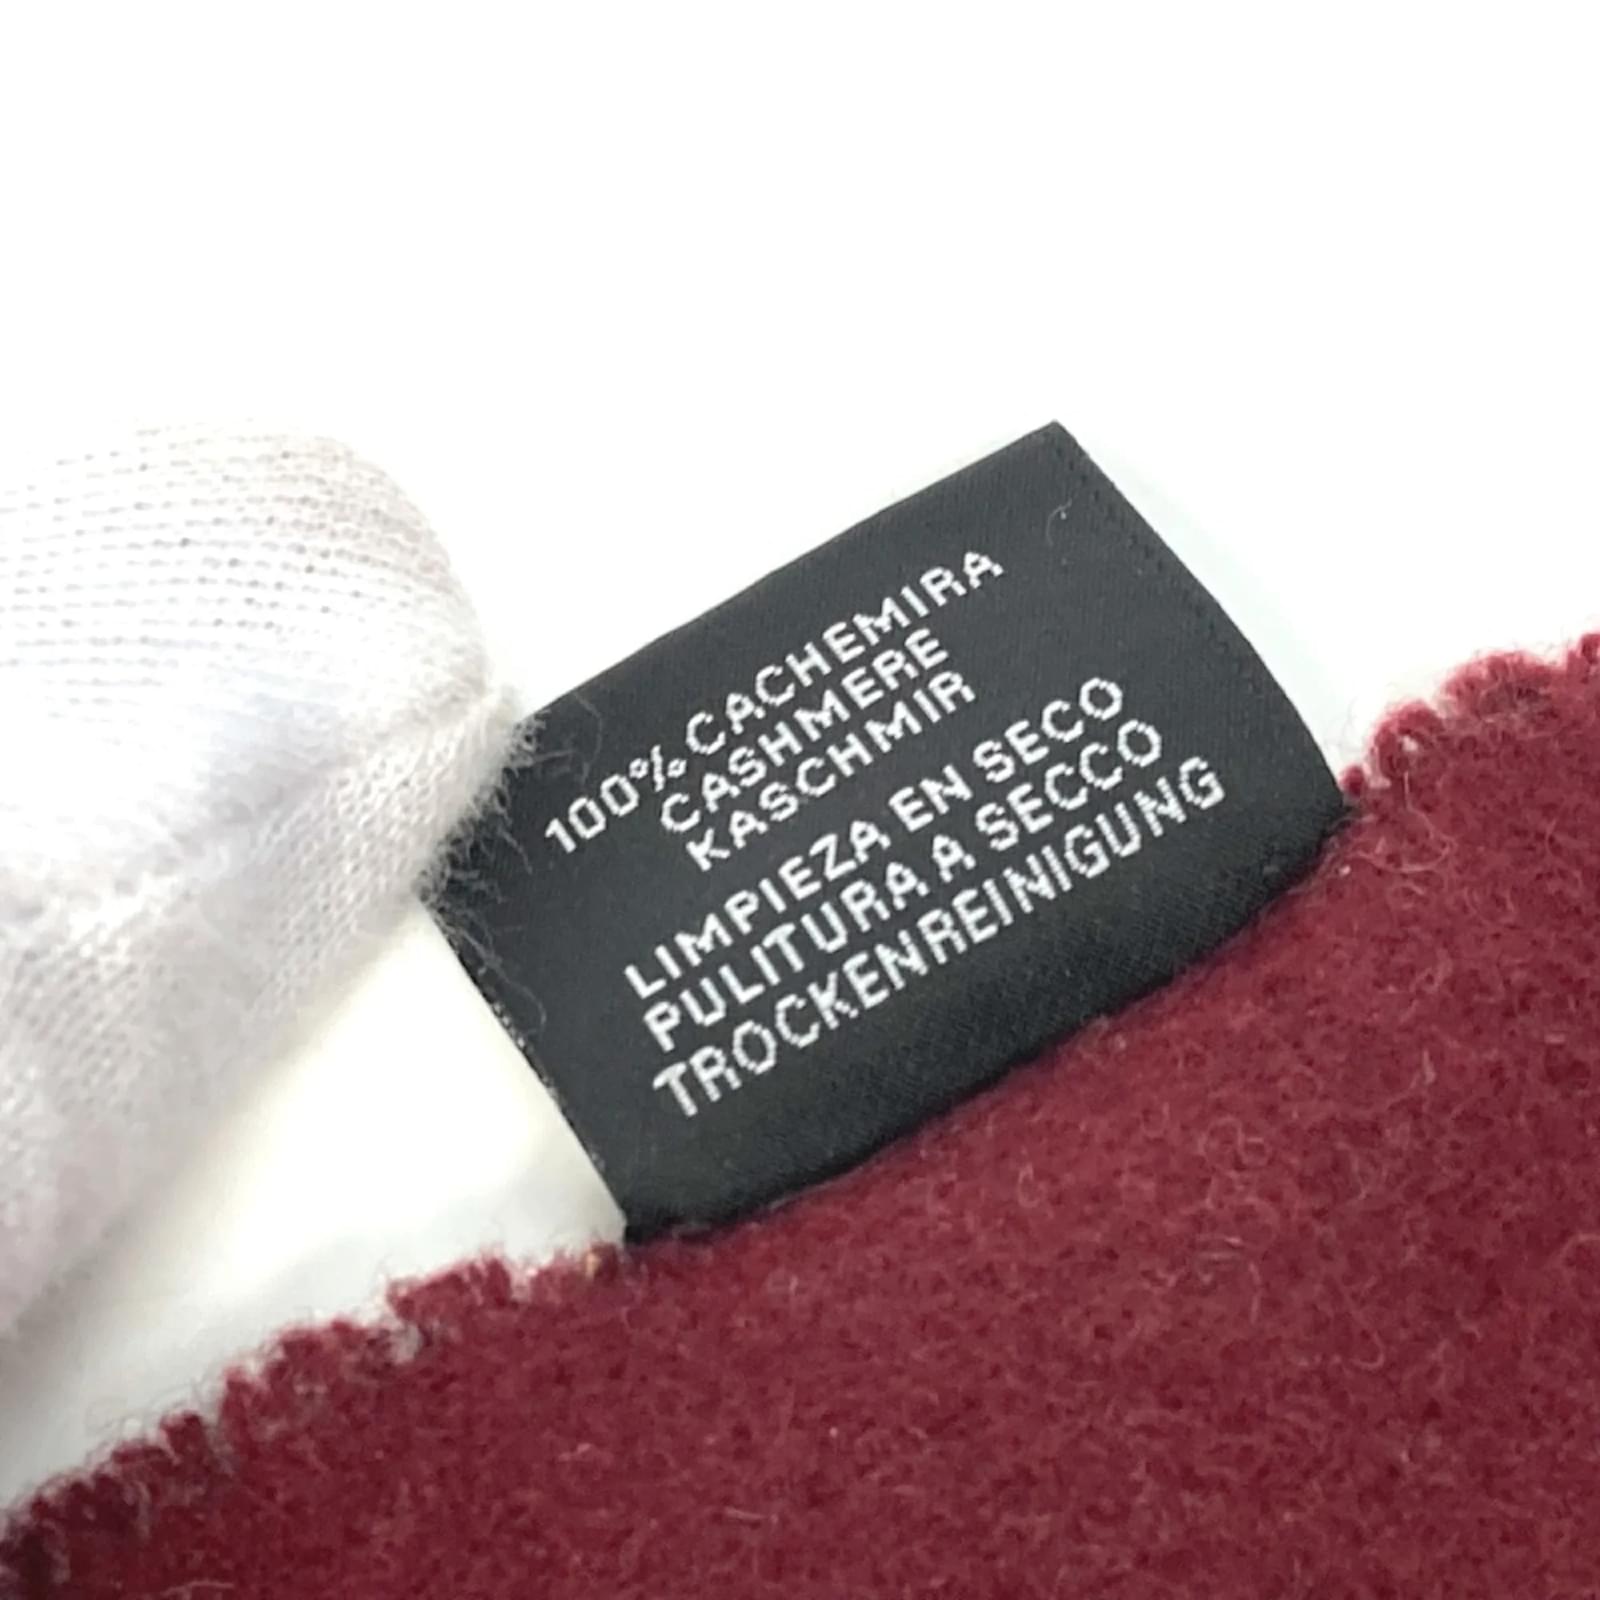 100% CACHEMIRA
CASHMERE
KASCHMIR
LIMPIEZA EN SECO
PULITURA A SECCO
TROCKENREINIGUNG